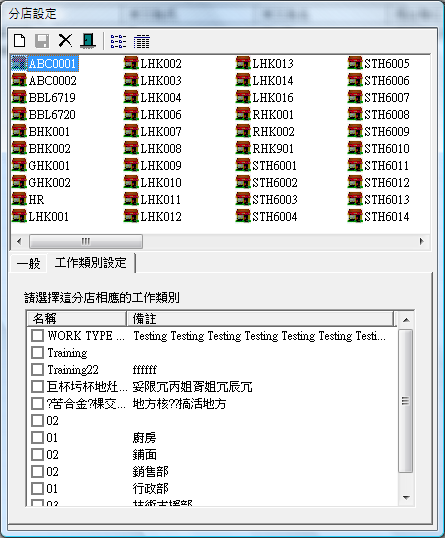 分店設定
ABC0001 LHK002 LHK013 STH6005
ABC0002 LHK003 LHK014 STH6006
BBL6719 LHK004 LHK016 STH6007
BBL6720 LHK006 RHK001 STH6008
BHK001 LHK007 RHK002 STH6009
BHK002 LHK008 RHK901 STH6010
GHK001 LHK009 STH6001 STH6011
GHK002 LHK010 STH6002 STH6012
HR LHK011 STH6003 STH6013
LHK001 LHK012 STH6004 STH6014
一般 工作類別設定
請選擇這分店相應的工作類別
名稱 備註
WORK TYPE ... Testing Testing Testing Testing Testing Testing Testi...
Training
Training22 ffffff
巨杯圬杯地灶... 妥限冗丙姐胥姐冗辰冗
?苦合金?棵交... 地方核??搞活地方
02
01 廚房
02 鋪面
02 銷售部
01 行政部
03 技術支援部